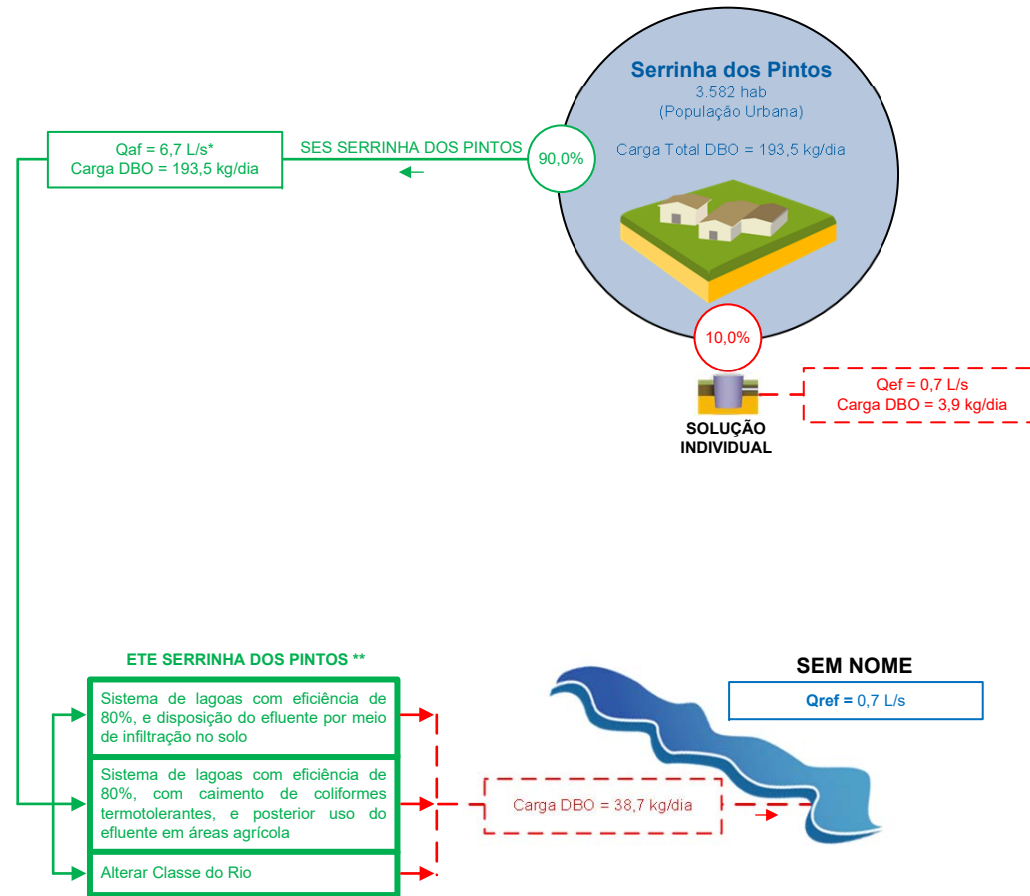 Serrinha dos Pintos
3.582 hab
(População Urbana)
Carga Total DBO = 193,5 kg/dia
90,0%
SES SERRINHA DOS PINTOS
Qaf = 6,7 L/s*
Carga DBO = 193,5 kg/dia
10,0%
SOLUÇÃO
INDIVIDUAL
Qef = 0,7 L/s
Carga DBO = 3,9 kg/dia
ETE SERRINHA DOS PINTOS **
Sistema de lagoas com eficiência de
80%, e disposição do efluente por meio
de infiltração no solo
Sistema de lagoas com eficiência de
80%, com caimento de coliformes
termotolerantes, e posterior uso do
efluente em áreas agrícola
Alterar Classe do Rio
Carga DBO = 38,7 kg/dia
SEM NOME
Qref = 0,7 L/s